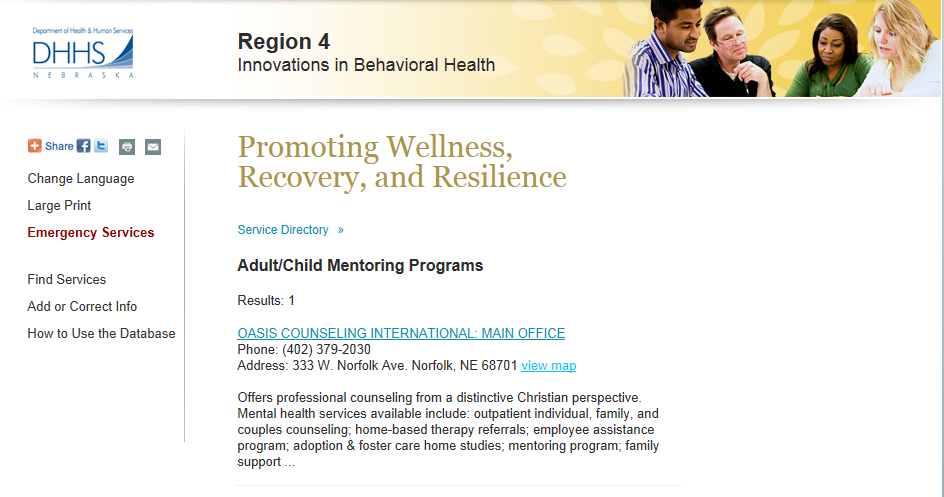 Department of Health & Human Services
DHHS
NEBRASKA
Region 4
Innovations in Behavioral Health
Share
Change Language
Large Print
Emergency Services
Find Services
Add or Correct Info
How to Use the Database
Promoting Wellness,
Recovery, and Resilience
Service Directory »
Adult/Child Mentoring Programs
Results: 1
OASIS COUNSELING INTERNATIONAL: MAIN OFFICE
Phone: (402) 379-2030
Address: 333 W. Norfolk Ave. Norfolk, NE 68701 view map
Offers professional counseling from a distinctive Christian perspective.
Mental health services available include: outpatient individual, family, and
couples counseling; home-based therapy referrals; employee assistance
program; adoption & foster care home studies; mentoring program; family
support ...